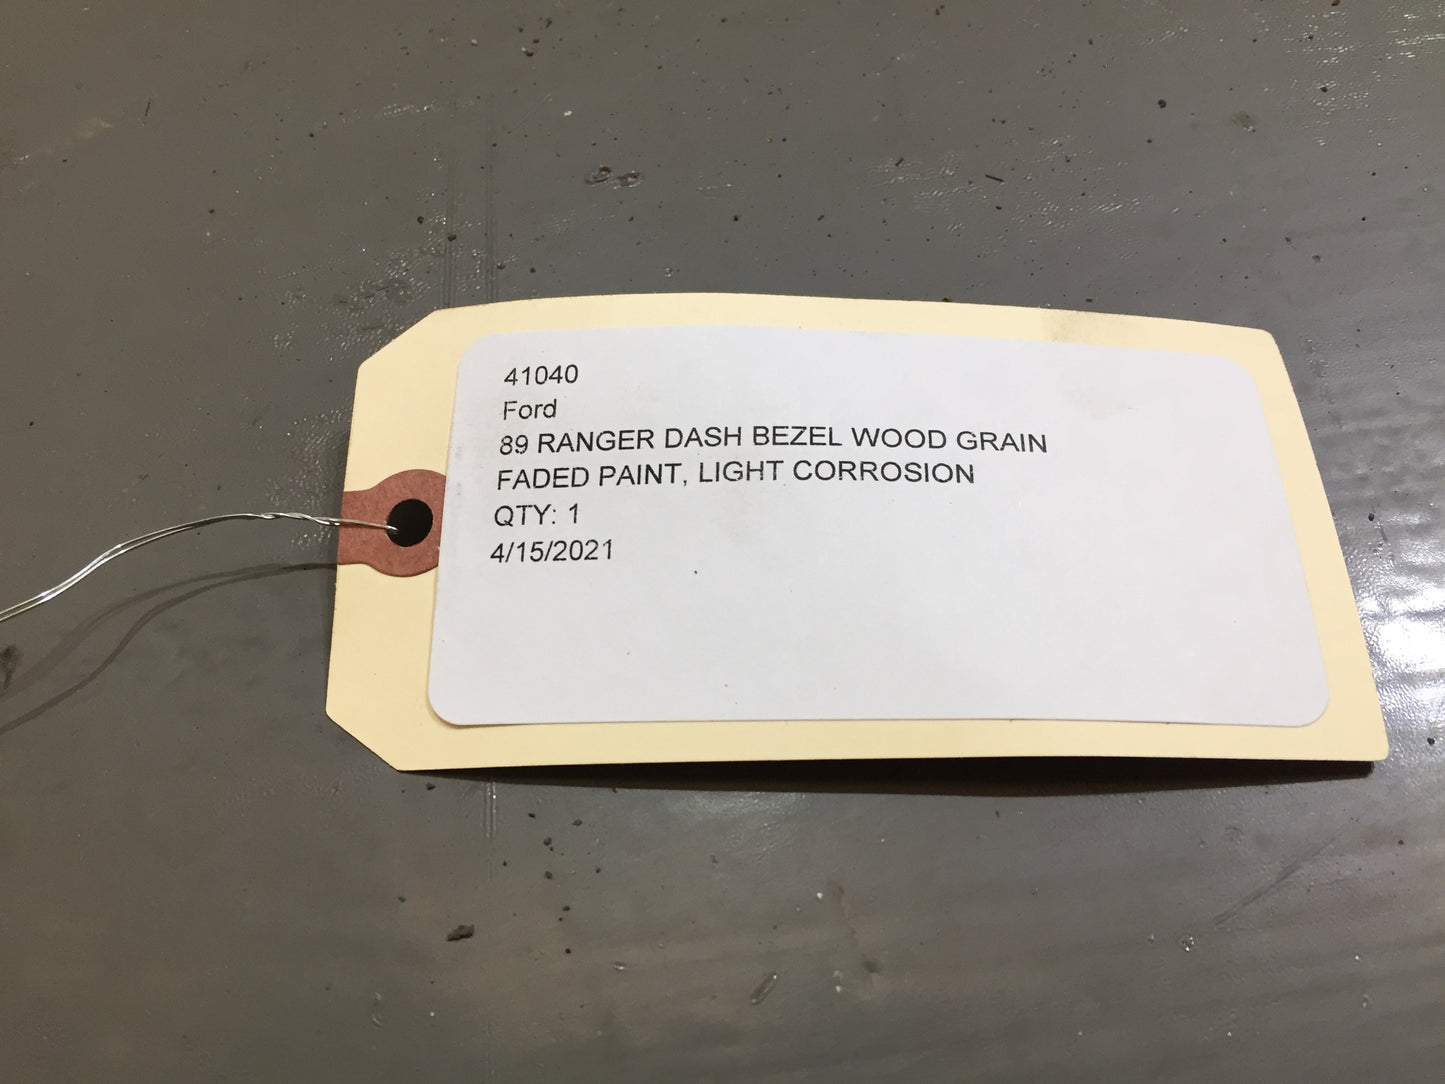 41040
Ford
89 RANGER DASH BEZEL WOOD GRAIN
FADED PAINT, LIGHT CORROSION
QTY: 1
4/15/2021